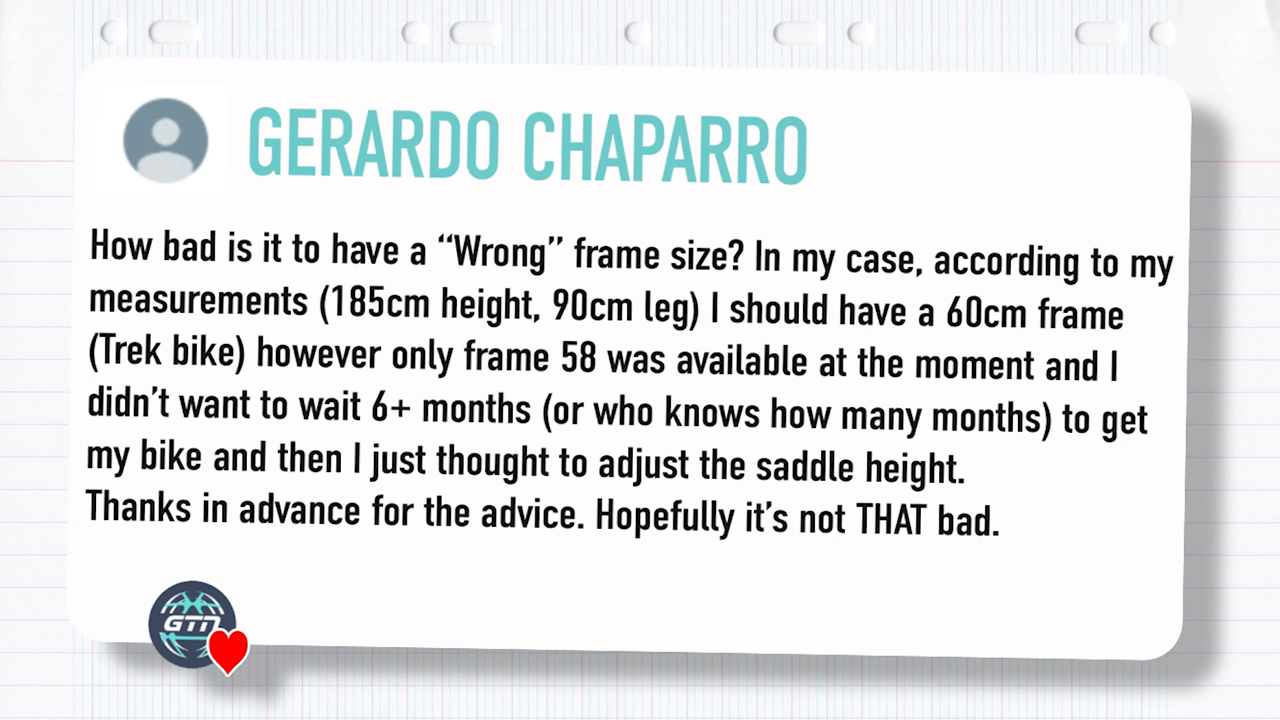 GERARDO CHAPARRO
How bad is it to have a “Wrong” frame size? In my case, according to my
measurements (185cm height, 90cm leg) I should have a 60cm frame
(Trek bike) however only frame 58 was available at the moment and I
didn’t want to wait 6+ months (or who knows how many months) to get
my bike and then I just thought to adjust the saddle height.
Thanks in advance for the advice. Hopefully it’s not THAT bad.
GTN